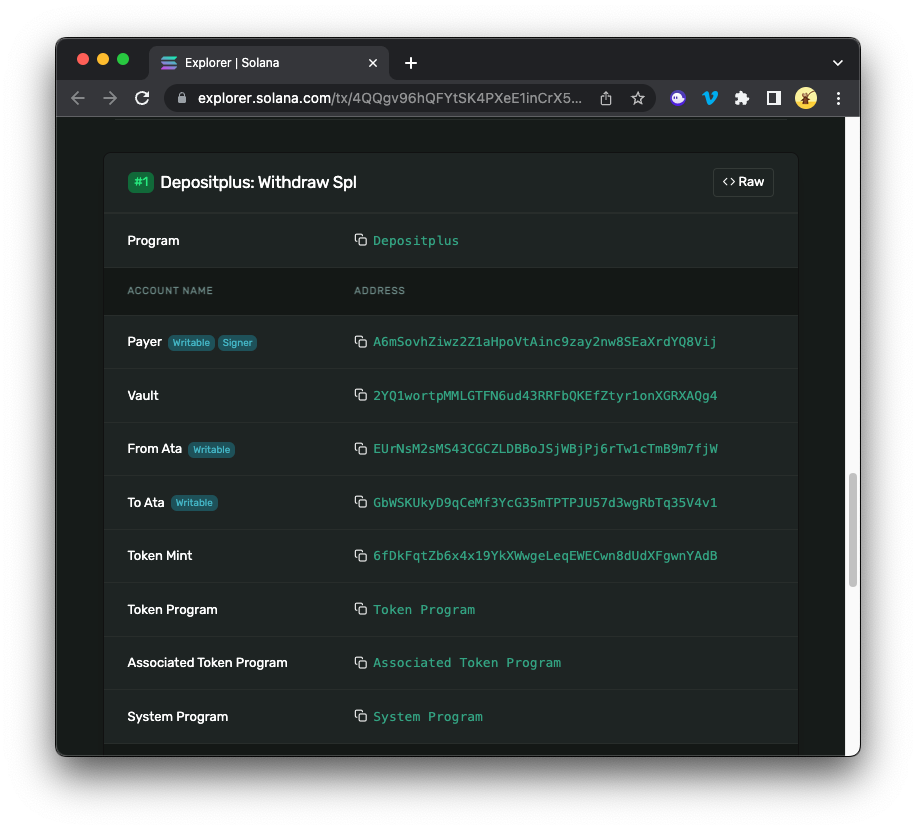 Explorer | Solana
explorer.solana.com/tx/4QQgv96hQFYtSK4PXeE1inCrX5...
#1 Depositplus: Withdraw Spl
<> Raw
Program Depositplus
ACCOUNT NAME ADDRESS
Payer Writable Signer A6mSovhZiwz2Z1aHpoVtAinc9zay2nw8SEaXrdYQ8Vij
Vault 2YQ1wortpMMLGTFN6ud43RRFbQKEfZtyr1onXGRXAQg4
From Ata Writable EUrNsM2sMS43CGCZLDBBoJSjWBjPj6rTw1cTmB9m7fjW
To Ata Writable GbWSKUkyD9qCeMf3YcG35mTPTPJU57d3wgRbTq35V4v1
Token Mint 6fDkFqtZb6x4x19YkXWwgeLeqEWECwn8dUdXFgwnYAdB
Token Program Token Program
Associated Token Program Associated Token Program
System Program System Program